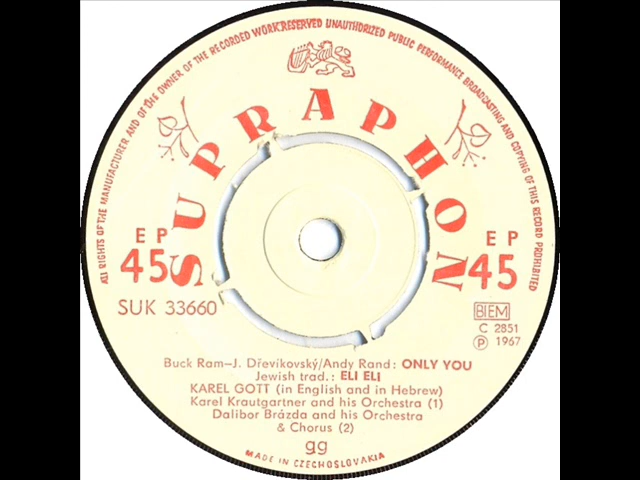 ALL RIGHTS OF THE MANUFACTURER AND OF THE OWNER OF THE RECORDED WORK RESERVED UNAUTHORIZED PUBLIC PERFORMANCE BROADCASTING AND COPYING OF THIS RECORD PROHIBITED
SUPRAPHON
EP
45
EP
45
SUK 33660
BIEM
C 2851
Ⓟ 1967
Buck Ram—J. Dřevikovský/Andy Rand: ONLY YOU
Jewish trad.: ELI ELI
KAREL GOTT (in English and in Hebrew)
Karel Krautgartner and his Orchestra (1)
Dalibor Brázda and his Orchestra
& Chorus (2)
gg
MADE IN CZECHOSLOVAKIA